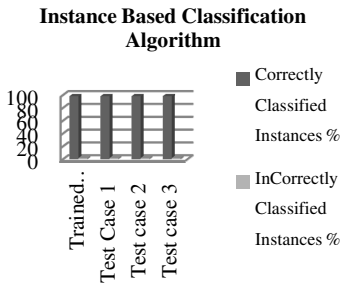 Instance Based Classification
Algorithm
100
80
60
40
20
0
Trained..
Test Case 1
Test case 2
Test case 3
Correctly
Classified
Instances %
InCorrectly
Classified
Instances %